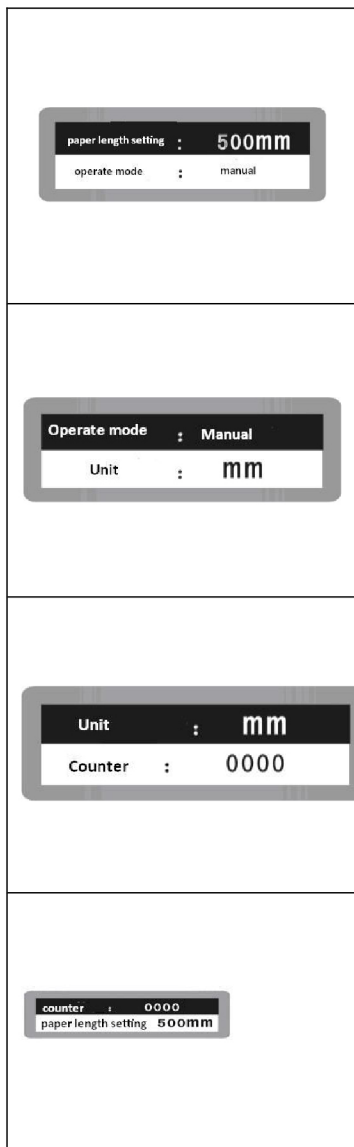 paper length setting : 500mm
operate mode : manual
Operate mode : Manual
Unit : mm
Unit : mm
Counter : 0000
counter : 0000
paper length setting 500mm